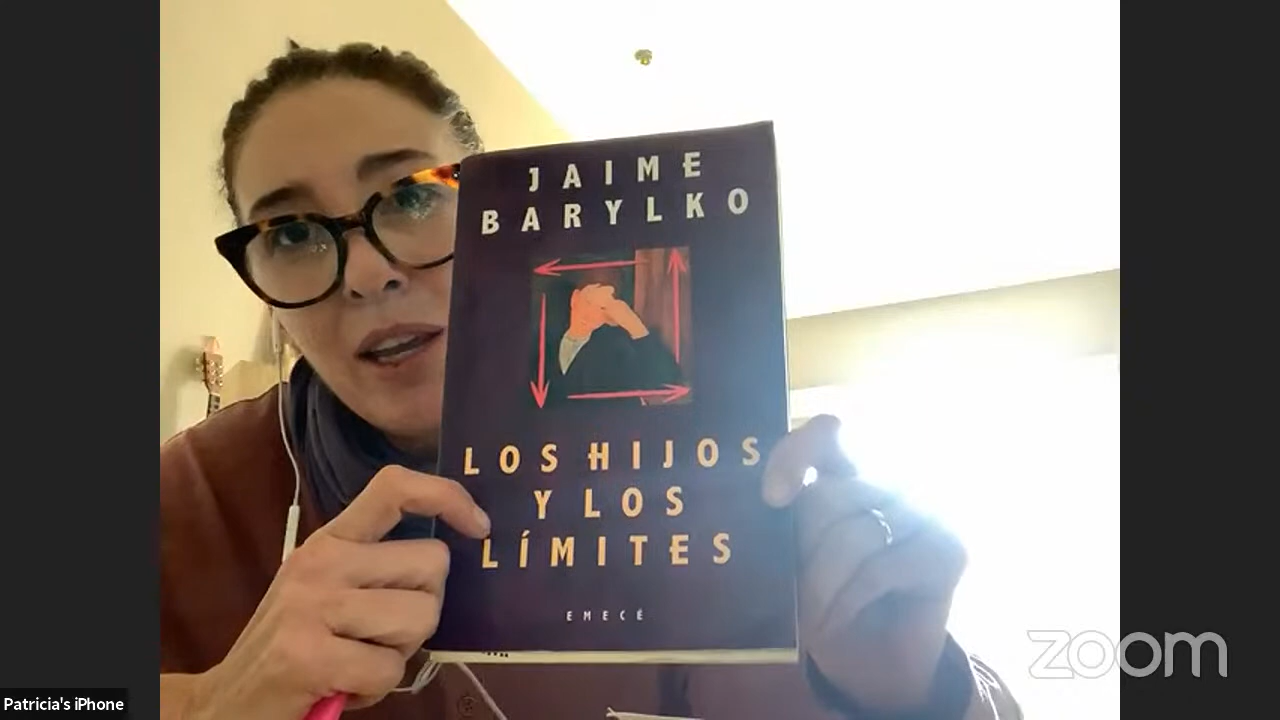 JAIME
BARYLKO
LOS HIJOS
Y LOS
LÍMITES
EMECÉ
zoom
Patricia's iPhone